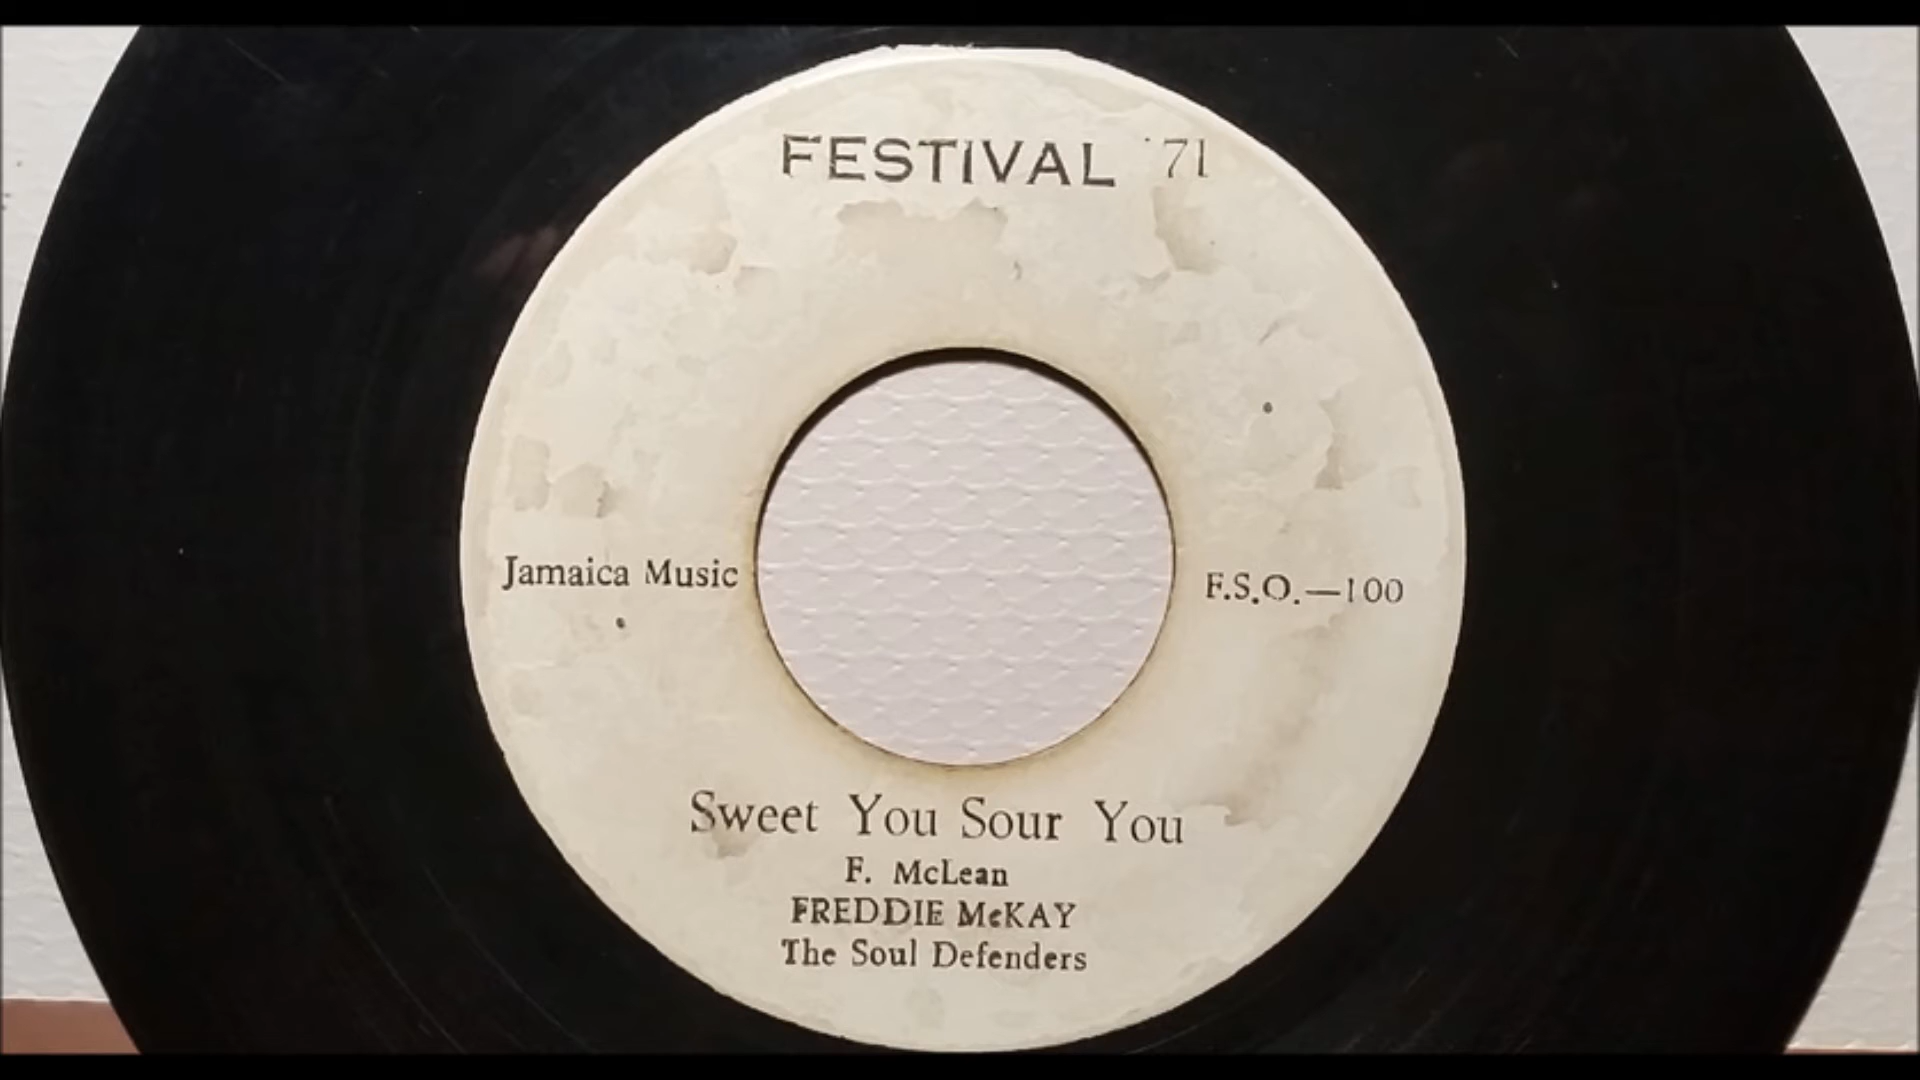 FESTIVAL '71
Jamaica Music
F.S.O.—100
Sweet You Sour You
F. McLean
FREDDIE McKAY
The Soul Defenders